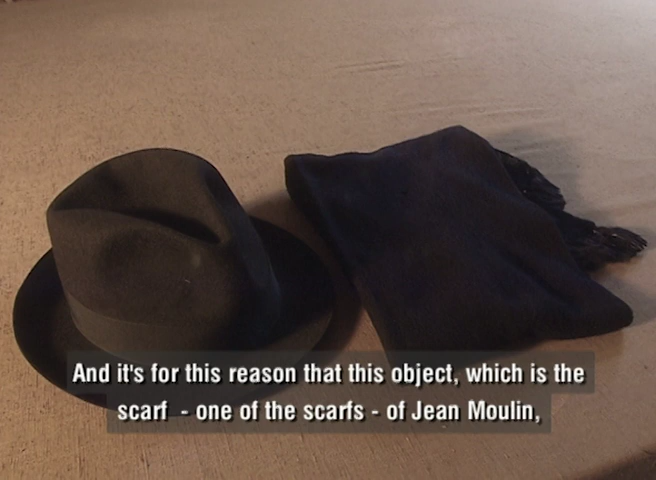 And it's for this reason that this object, which is the
scarf - one of the scarfs - of Jean Moulin,